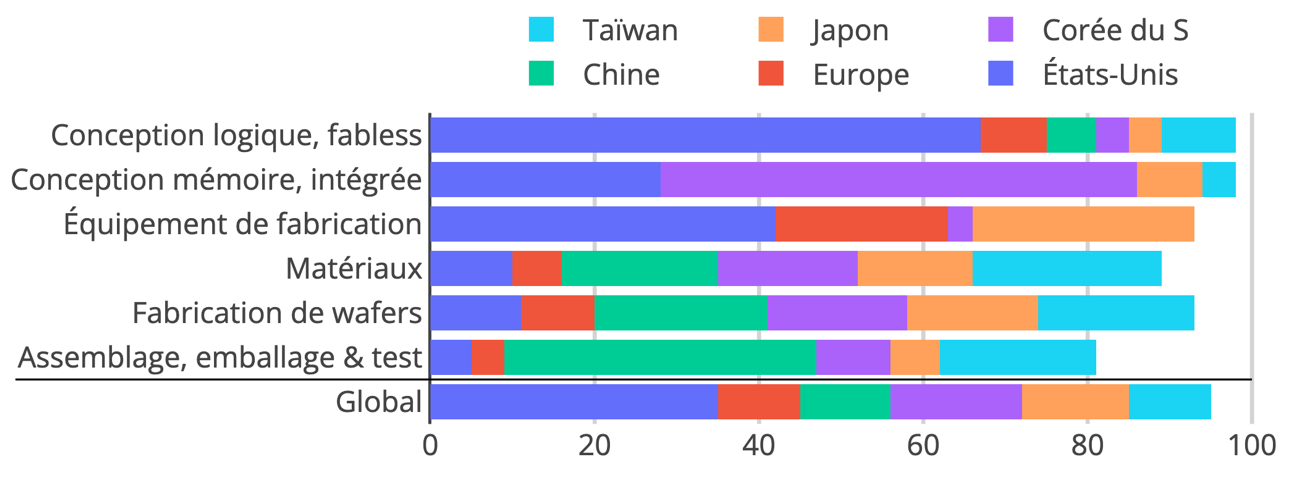 Taïwan Japon Corée du S
Chine Europe États-Unis
Conception logique, fabless
Conception mémoire, intégrée
Équipement de fabrication
Matériaux
Fabrication de wafers
Assemblage, emballage & test
Global
0 20 40 60 80 100